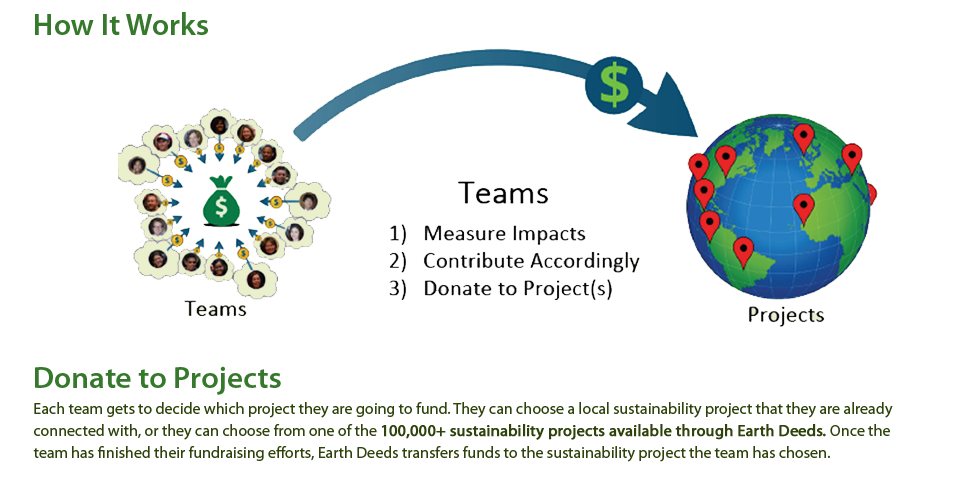 How It Works
$
$
Teams
1) Measure Impacts
2) Contribute Accordingly
3) Donate to Project(s)
Teams
Projects
Donate to Projects
Each team gets to decide which project they are going to fund. They can choose a local sustainability project that they are already
connected with, or they can choose from one of the 100,000+ sustainability projects available through Earth Deeds. Once the
team has finished their fundraising efforts, Earth Deeds transfers funds to the sustainability project the team has chosen.